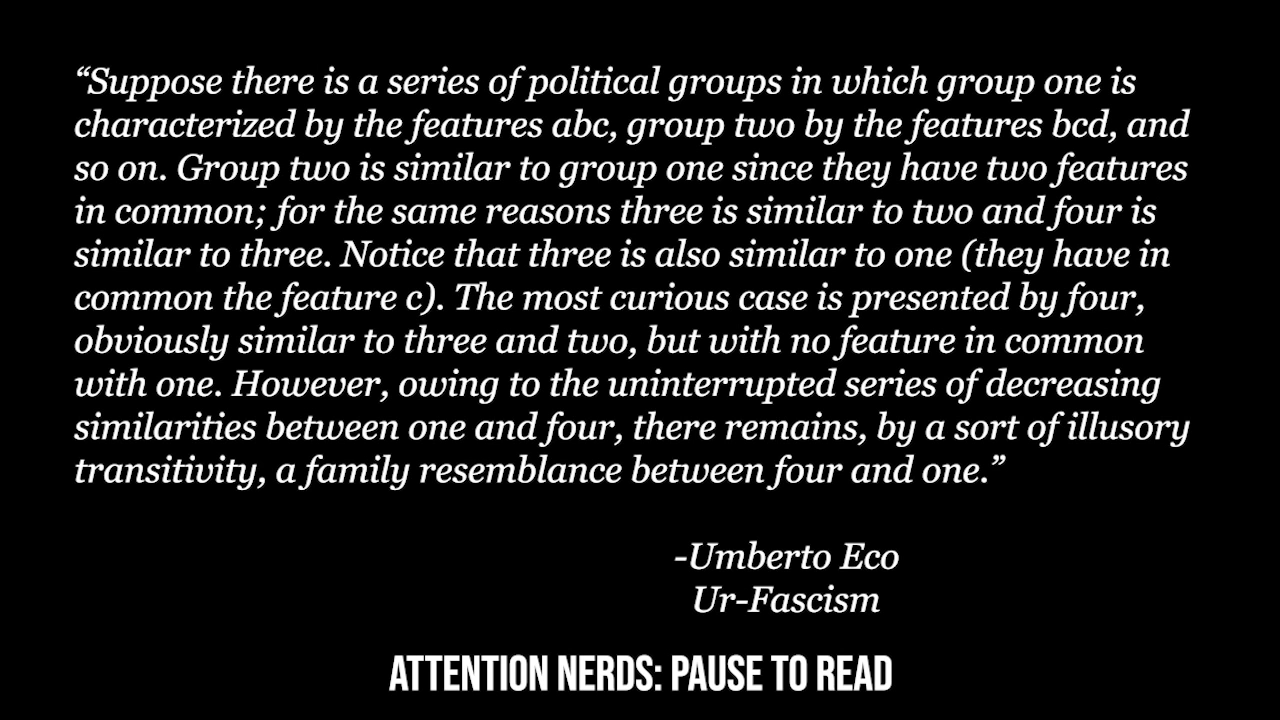 “Suppose there is a series of political groups in which group one is
characterized by the features abc, group two by the features bcd, and
so on. Group two is similar to group one since they have two features
in common; for the same reasons three is similar to two and four is
similar to three. Notice that three is also similar to one (they have in
common the feature c). The most curious case is presented by four,
obviously similar to three and two, but with no feature in common
with one. However, owing to the uninterrupted series of decreasing
similarities between one and four, there remains, by a sort of illusory
transitivity, a family resemblance between four and one.”
-Umberto Eco
Ur-Fascism
ATTENTION NERDS: PAUSE TO READ